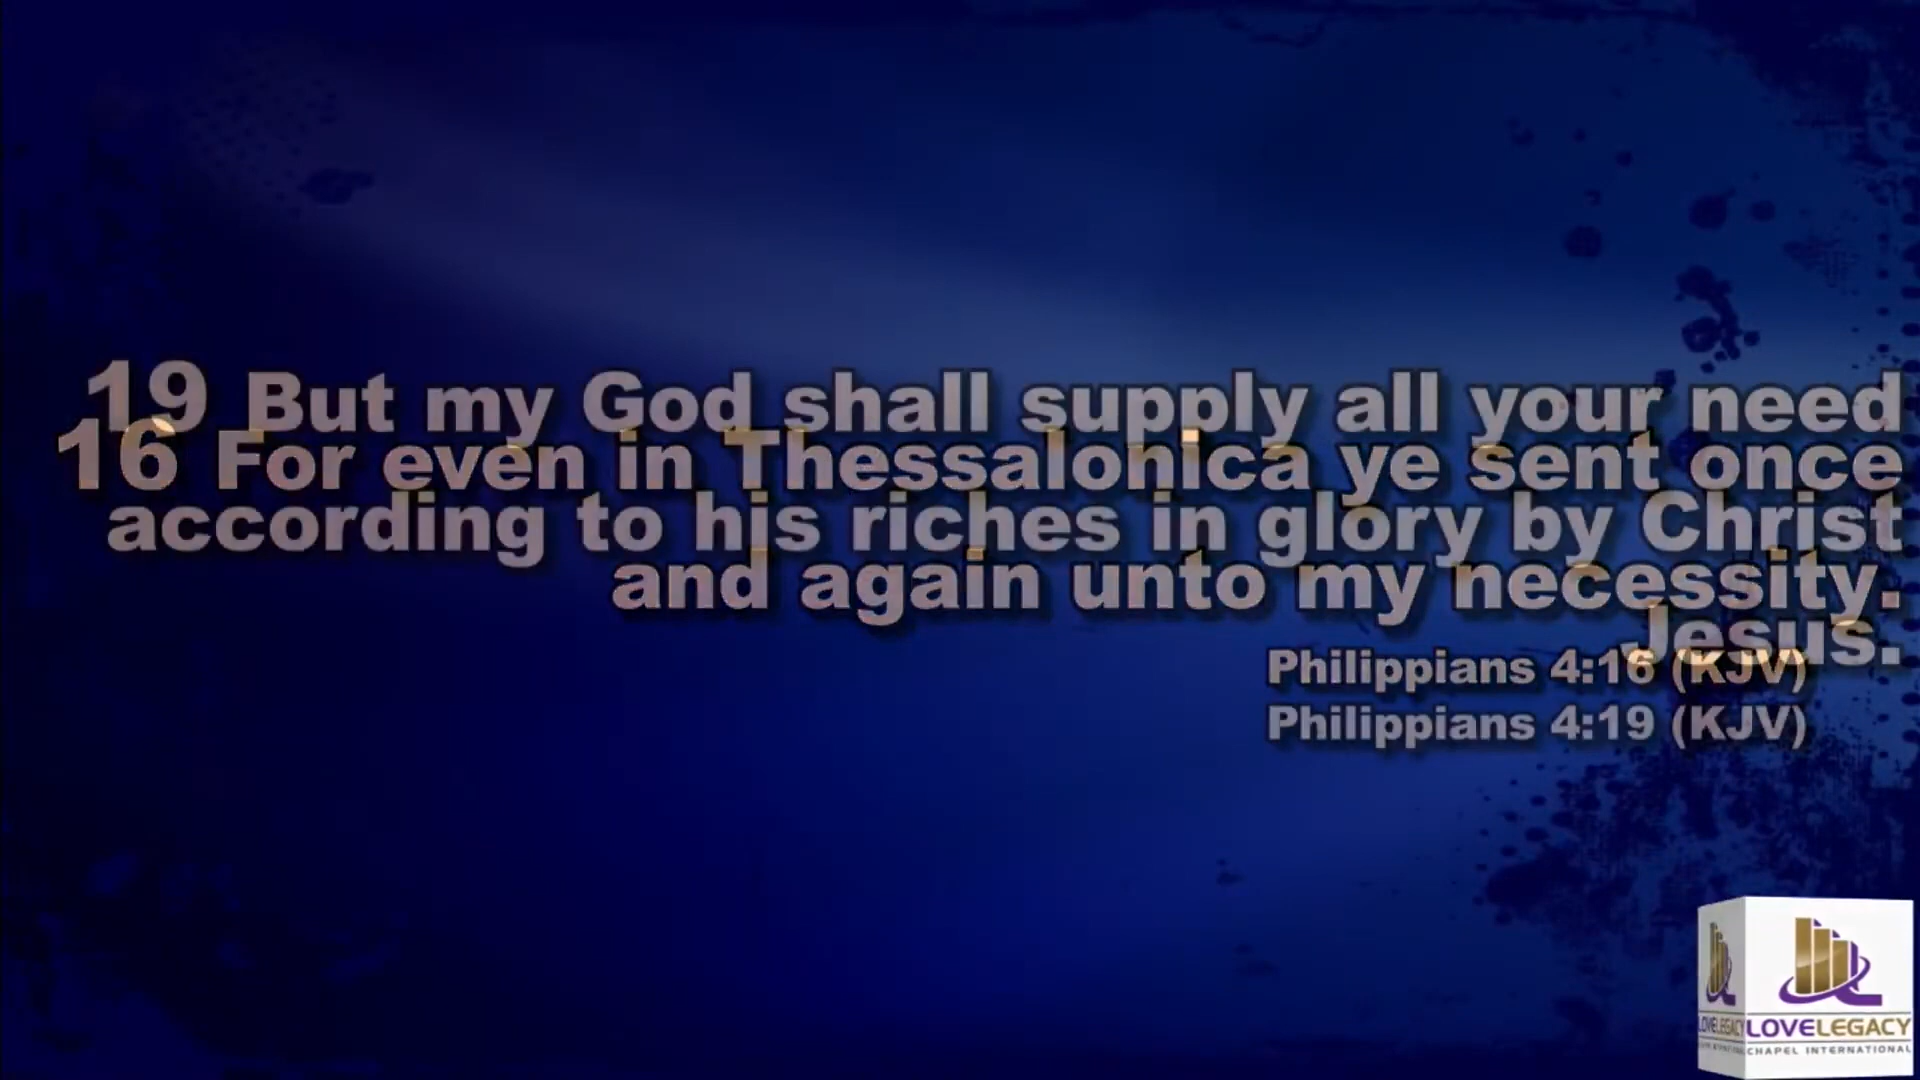 19 But my God shall supply all your need
16 For even in Thessalonica ye sent once
according to his riches in glory by Christ
and again unto my necessity.
Jesus.
Philippians 4:16 (KJV)
Philippians 4:19 (KJV)
LOVELEGACY
CHAPEL INTERNATIONAL
LOVELEGACY